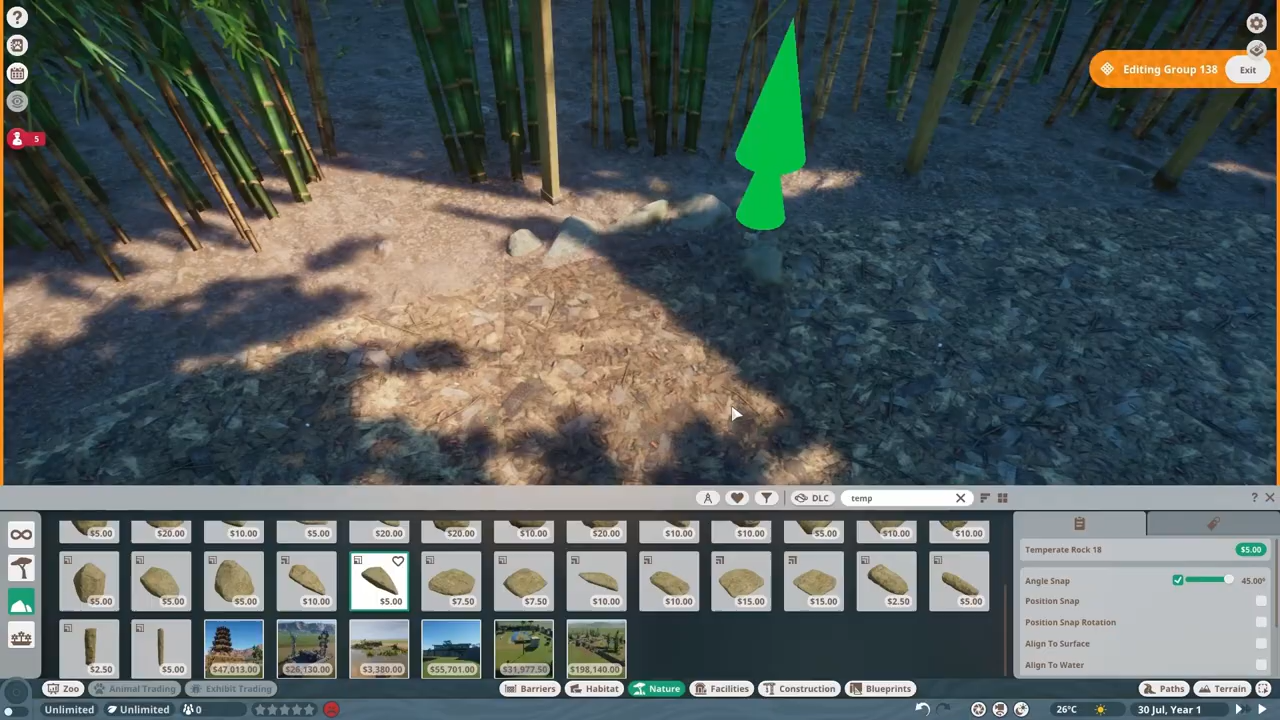 ?
Editing Group 138
Exit
5
DLC
temp
?
$5.00 $20.00 $10.00 $5.00 $20.00 $20.00 $10.00 $20.00 $10.00 $10.00 $5.00 $10.00 $10.00
$5.00 $5.00 $5.00 $10.00 $5.00 $7.50 $7.50 $10.00 $10.00 $15.00 $15.00 $2.50 $5.00
$2.50 $5.00 $47,013.00 $26,130.00 $3,380.00 $55,701.00 $31,977.50 $198,140.00
Temperate Rock 18 $5.00
Angle Snap 45.00°
Position Snap
Position Snap Rotation
Align To Surface
Align To Water
Zoo Animal Trading Exhibit Trading Barriers Habitat Nature Facilities Construction Blueprints Paths Terrain
Unlimited Unlimited 0 26°C 30 Jul, Year 1